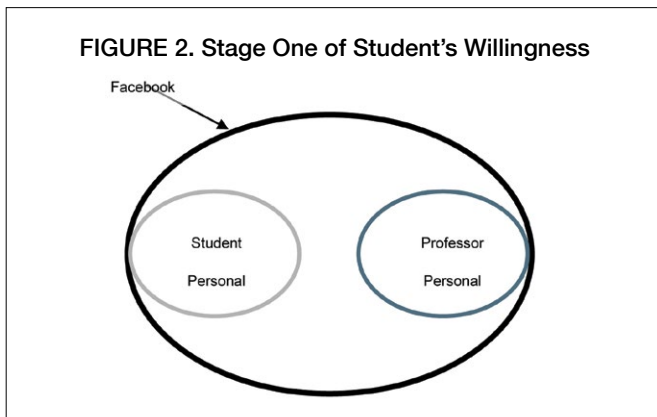 FIGURE 2. Stage One of Student’s Willingness
Facebook
Student
Personal
Professor
Personal